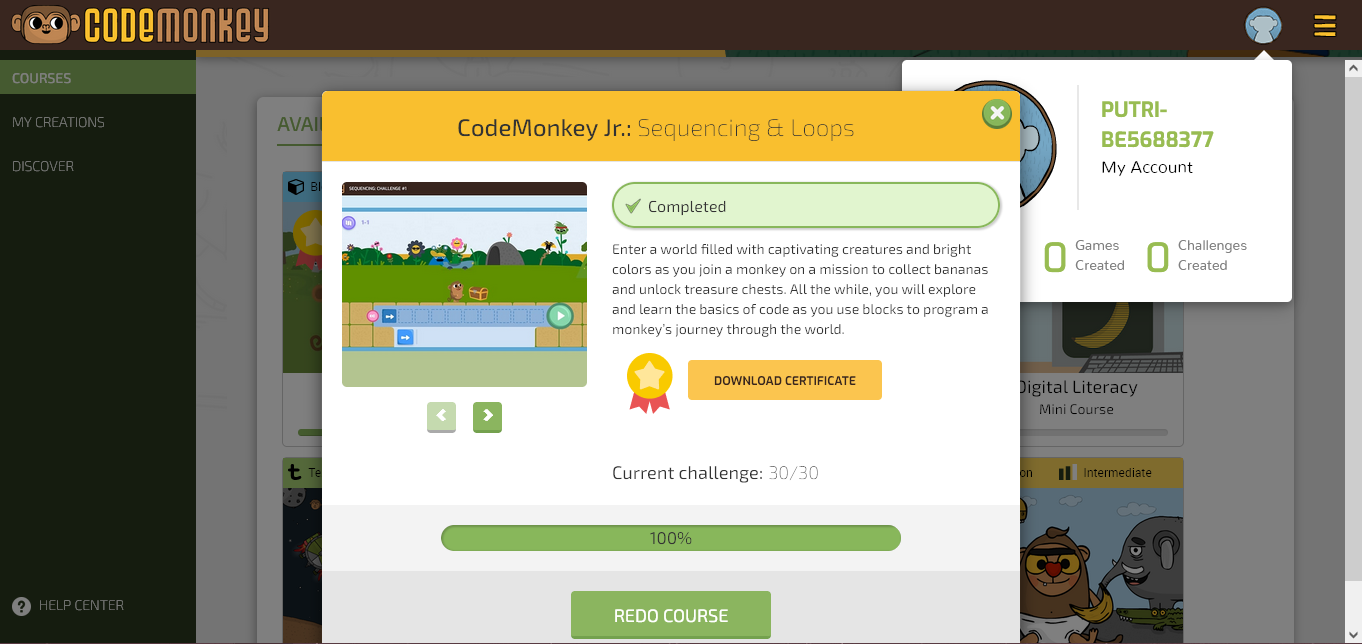 CODEMONKEY
COURSES
MY CREATIONS
DISCOVER
HELP CENTER
PUTRI-
BE5688377
My Account
0 Games
Created
0 Challenges
Created
CodeMonkey Jr.: Sequencing & Loops
SEQUENCING: CHALLENGE #1
1-1
Completed
Enter a world filled with captivating creatures and bright
colors as you join a monkey on a mission to collect bananas
and unlock treasure chests. All the while, you will explore
and learn the basics of code as you use blocks to program a
monkey's journey through the world.
DOWNLOAD CERTIFICATE
Current challenge: 30/30
100%
REDO COURSE
Digital Literacy
Mini Course
Intermediate